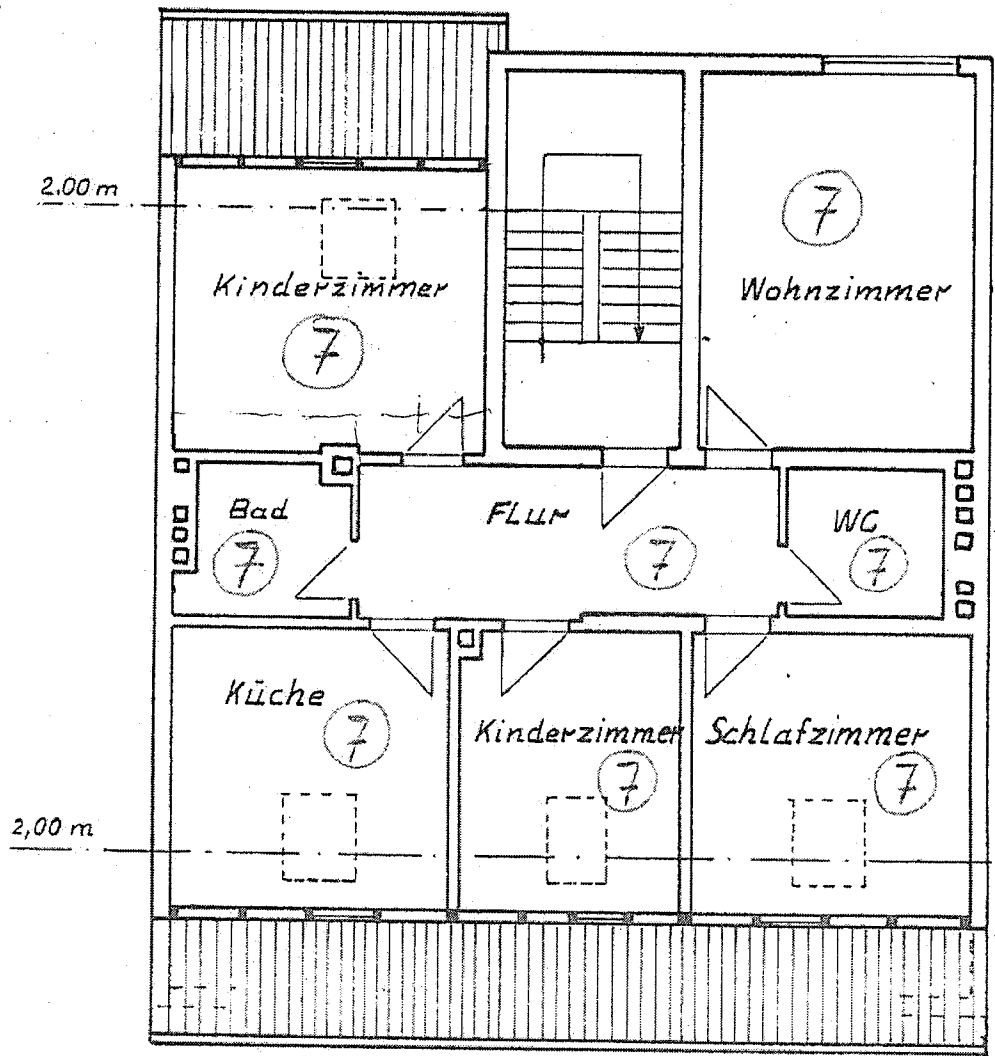 2.00 m
7
Kinderzimmer
Wohnzimmer
7
Bad
Flur
WC
7
7
7
Küche
Kinderzimmer
Schlafzimmer
7
7
7
2,00 m